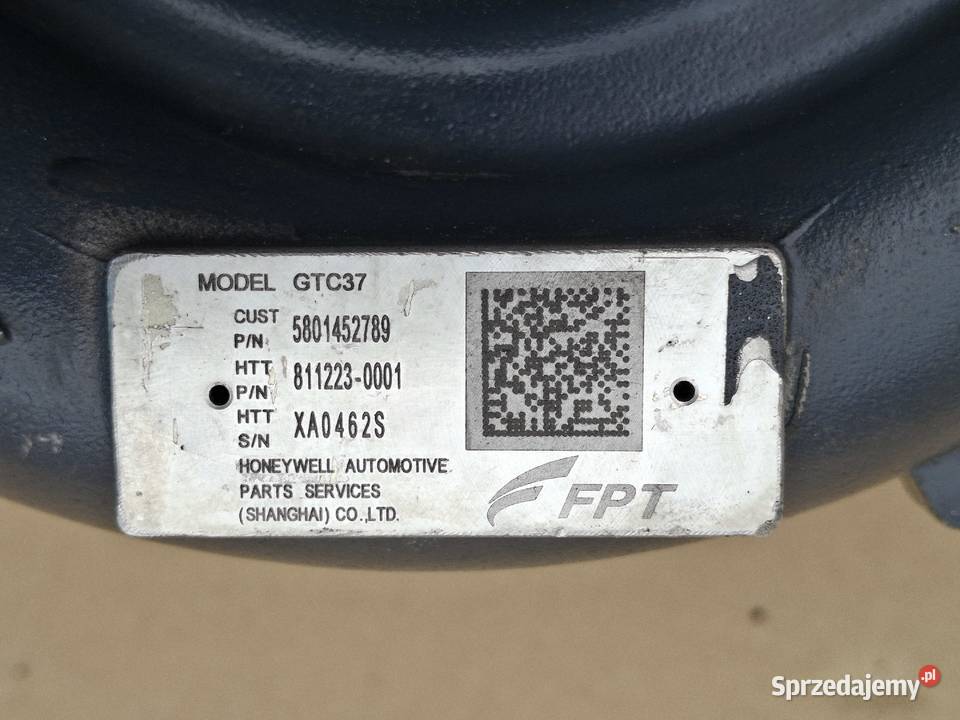 MODEL GTC37
CUST P/N 5801452789
HTT P/N 811223-0001
HTT S/N XA0462S
HONEYWELL AUTOMOTIVE
PARTS SERVICES
(SHANGHAI) CO.,LTD.
FPT
Sprzedajemy.pl